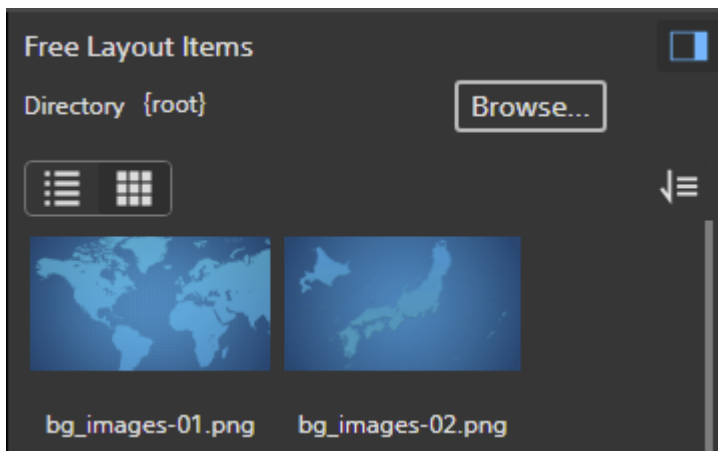 Free Layout Items
Directory {root} Browse...
bg_images-01.png bg_images-02.png